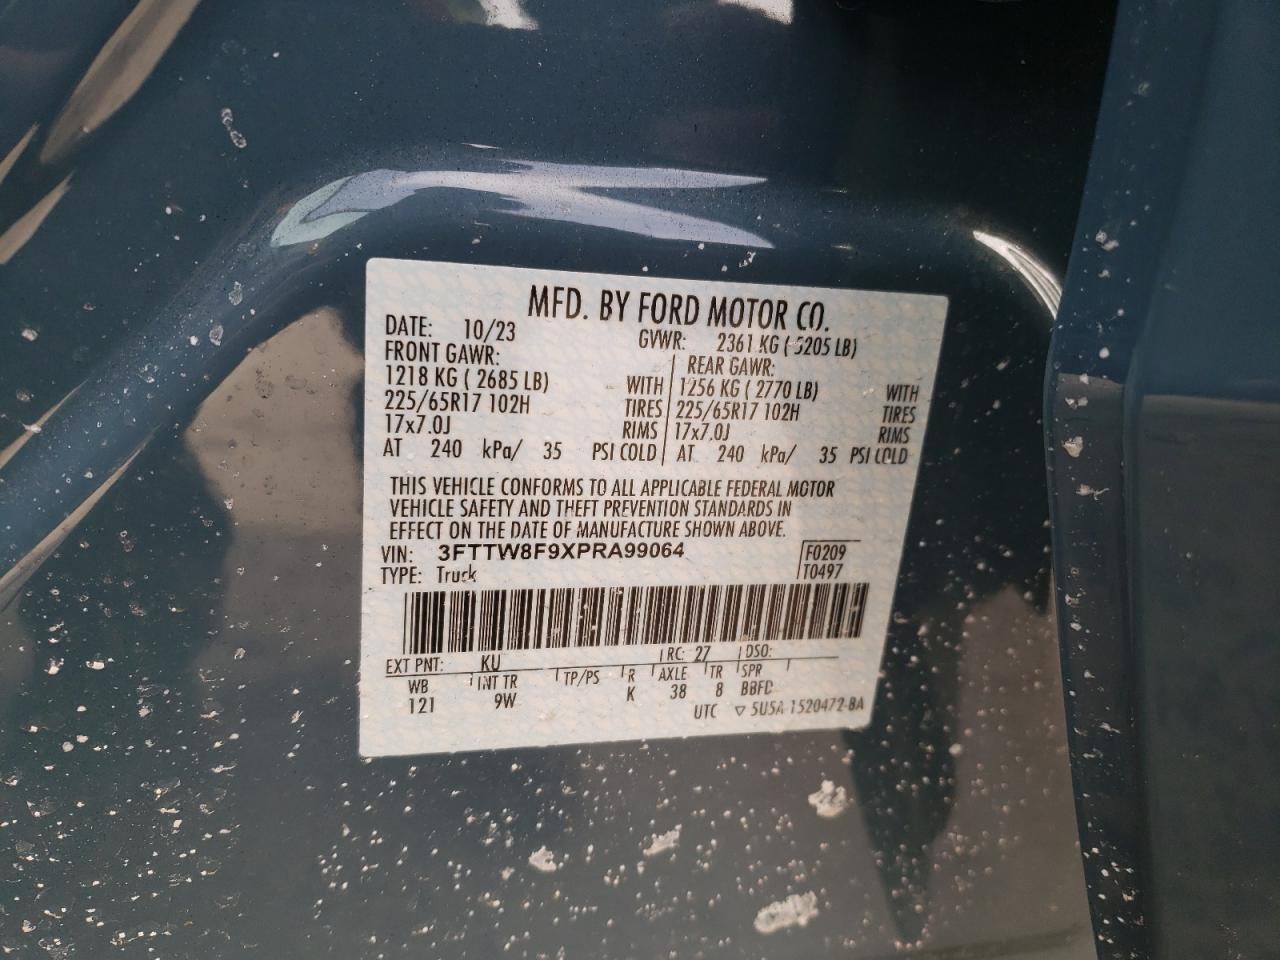 MFD. BY FORD MOTOR CO.
DATE: 10/23 GVWR: 2361 KG ( 5205 LB)
FRONT GAWR: REAR GAWR:
1218 KG ( 2685 LB) WITH 1256 KG ( 2770 LB) WITH
225/65R17 102H TIRES 225/65R17 102H TIRES
17x7.0J RIMS 17x7.0J RIMS
AT 240 kPa/ 35 PSI COLD AT 240 kPa/ 35 PSI COLD
THIS VEHICLE CONFORMS TO ALL APPLICABLE FEDERAL MOTOR
VEHICLE SAFETY AND THEFT PREVENTION STANDARDS IN
EFFECT ON THE DATE OF MANUFACTURE SHOWN ABOVE.
VIN: 3FTTW8F9XPRA99064 F0209
TYPE: Truck T0497
EXT PNT: KU RC: 27 DSO:
WB INT TR TP/PS R AXLE TR SPR
121 9W K 38 8 BBFD
UTC ▽ 5U5A-1520472-BA